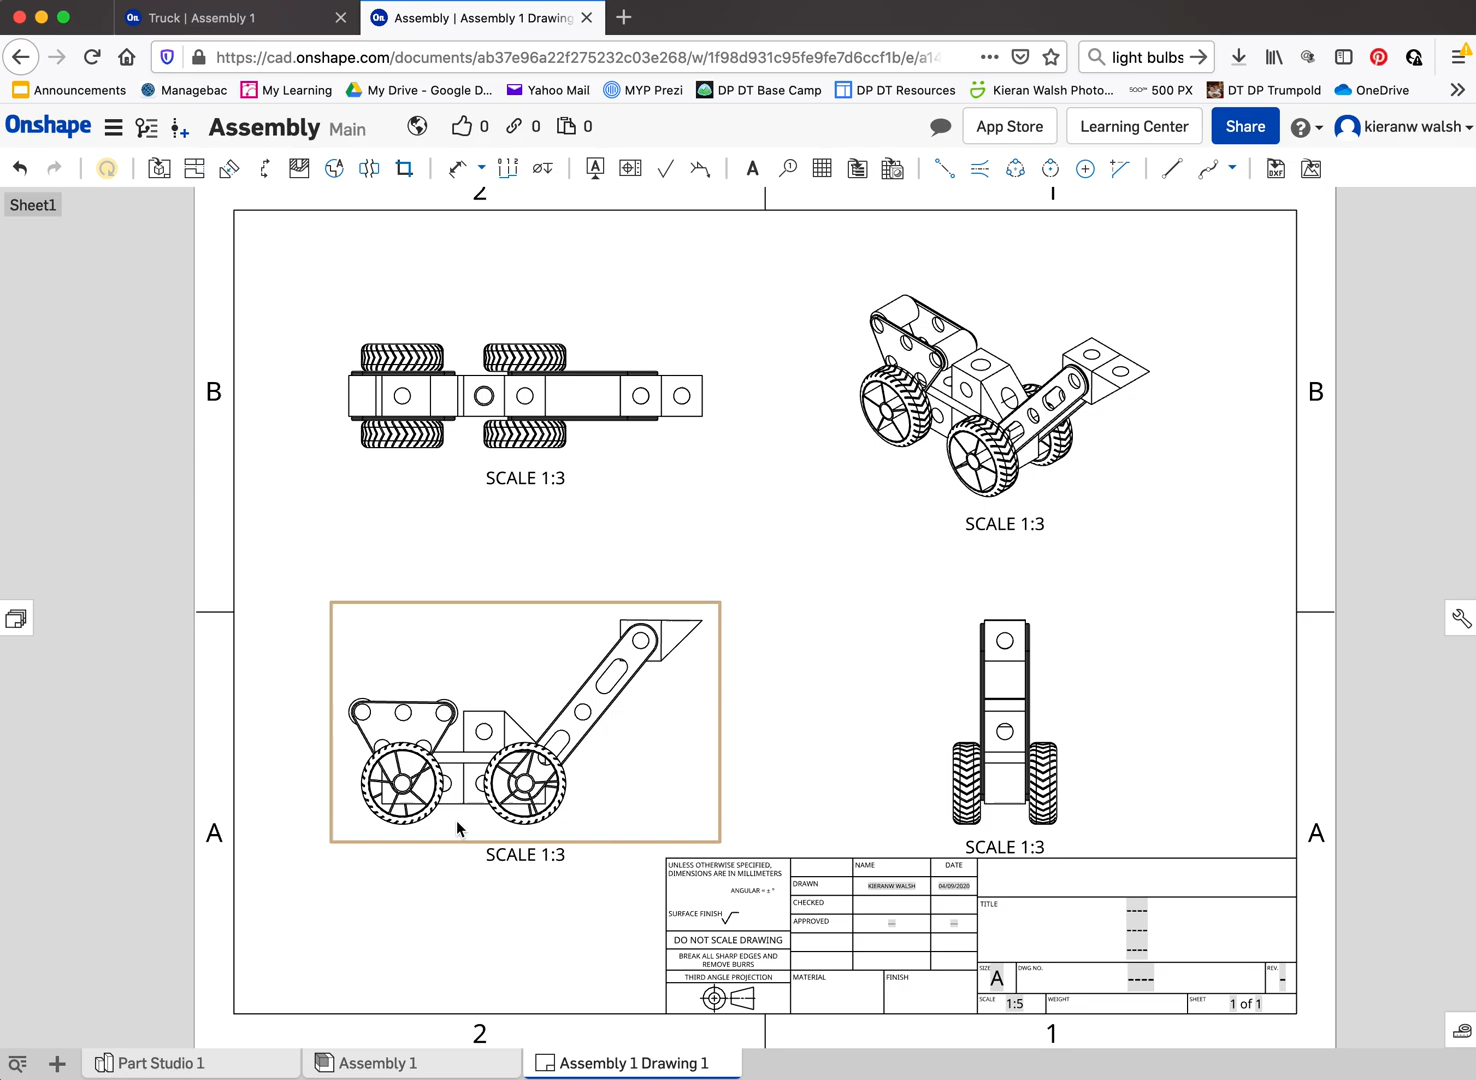 On Truck | Assembly 1
On Assembly | Assembly 1 Drawing
https://cad.onshape.com/documents/ab37e96a22f275232c03e268/w/1f98d931c95fe9fe7d6ccf1b/e/a14
light bulbs
Announcements Managebac My Learning My Drive - Google D... Yahoo Mail MYP Prezi DP DT Base Camp DP DT Resources Kieran Walsh Photo... 500PX 500 PX DT DP Trumpold OneDrive
Onshape Assembly Main 0 0 0 App Store Learning Center Share kieranw walsh
Sheet1
2 1
B B
SCALE 1:3
SCALE 1:3
A A
SCALE 1:3
SCALE 1:3
UNLESS OTHERWISE SPECIFIED,
DIMENSIONS ARE IN MILLIMETERS
ANGULAR = ± °
SURFACE FINISH
DO NOT SCALE DRAWING
BREAK ALL SHARP EDGES AND
REMOVE BURRS
THIRD ANGLE PROJECTION
NAME DATE
DRAWN KIERANW WALSH 04/09/2020
CHECKED
APPROVED --- ---
MATERIAL FINISH
TITLE ----
----
----
SIZE A DWG NO. ---- REV. -
SCALE 1:5 WEIGHT SHEET 1 of 1
2 1
Part Studio 1 Assembly 1 Assembly 1 Drawing 1